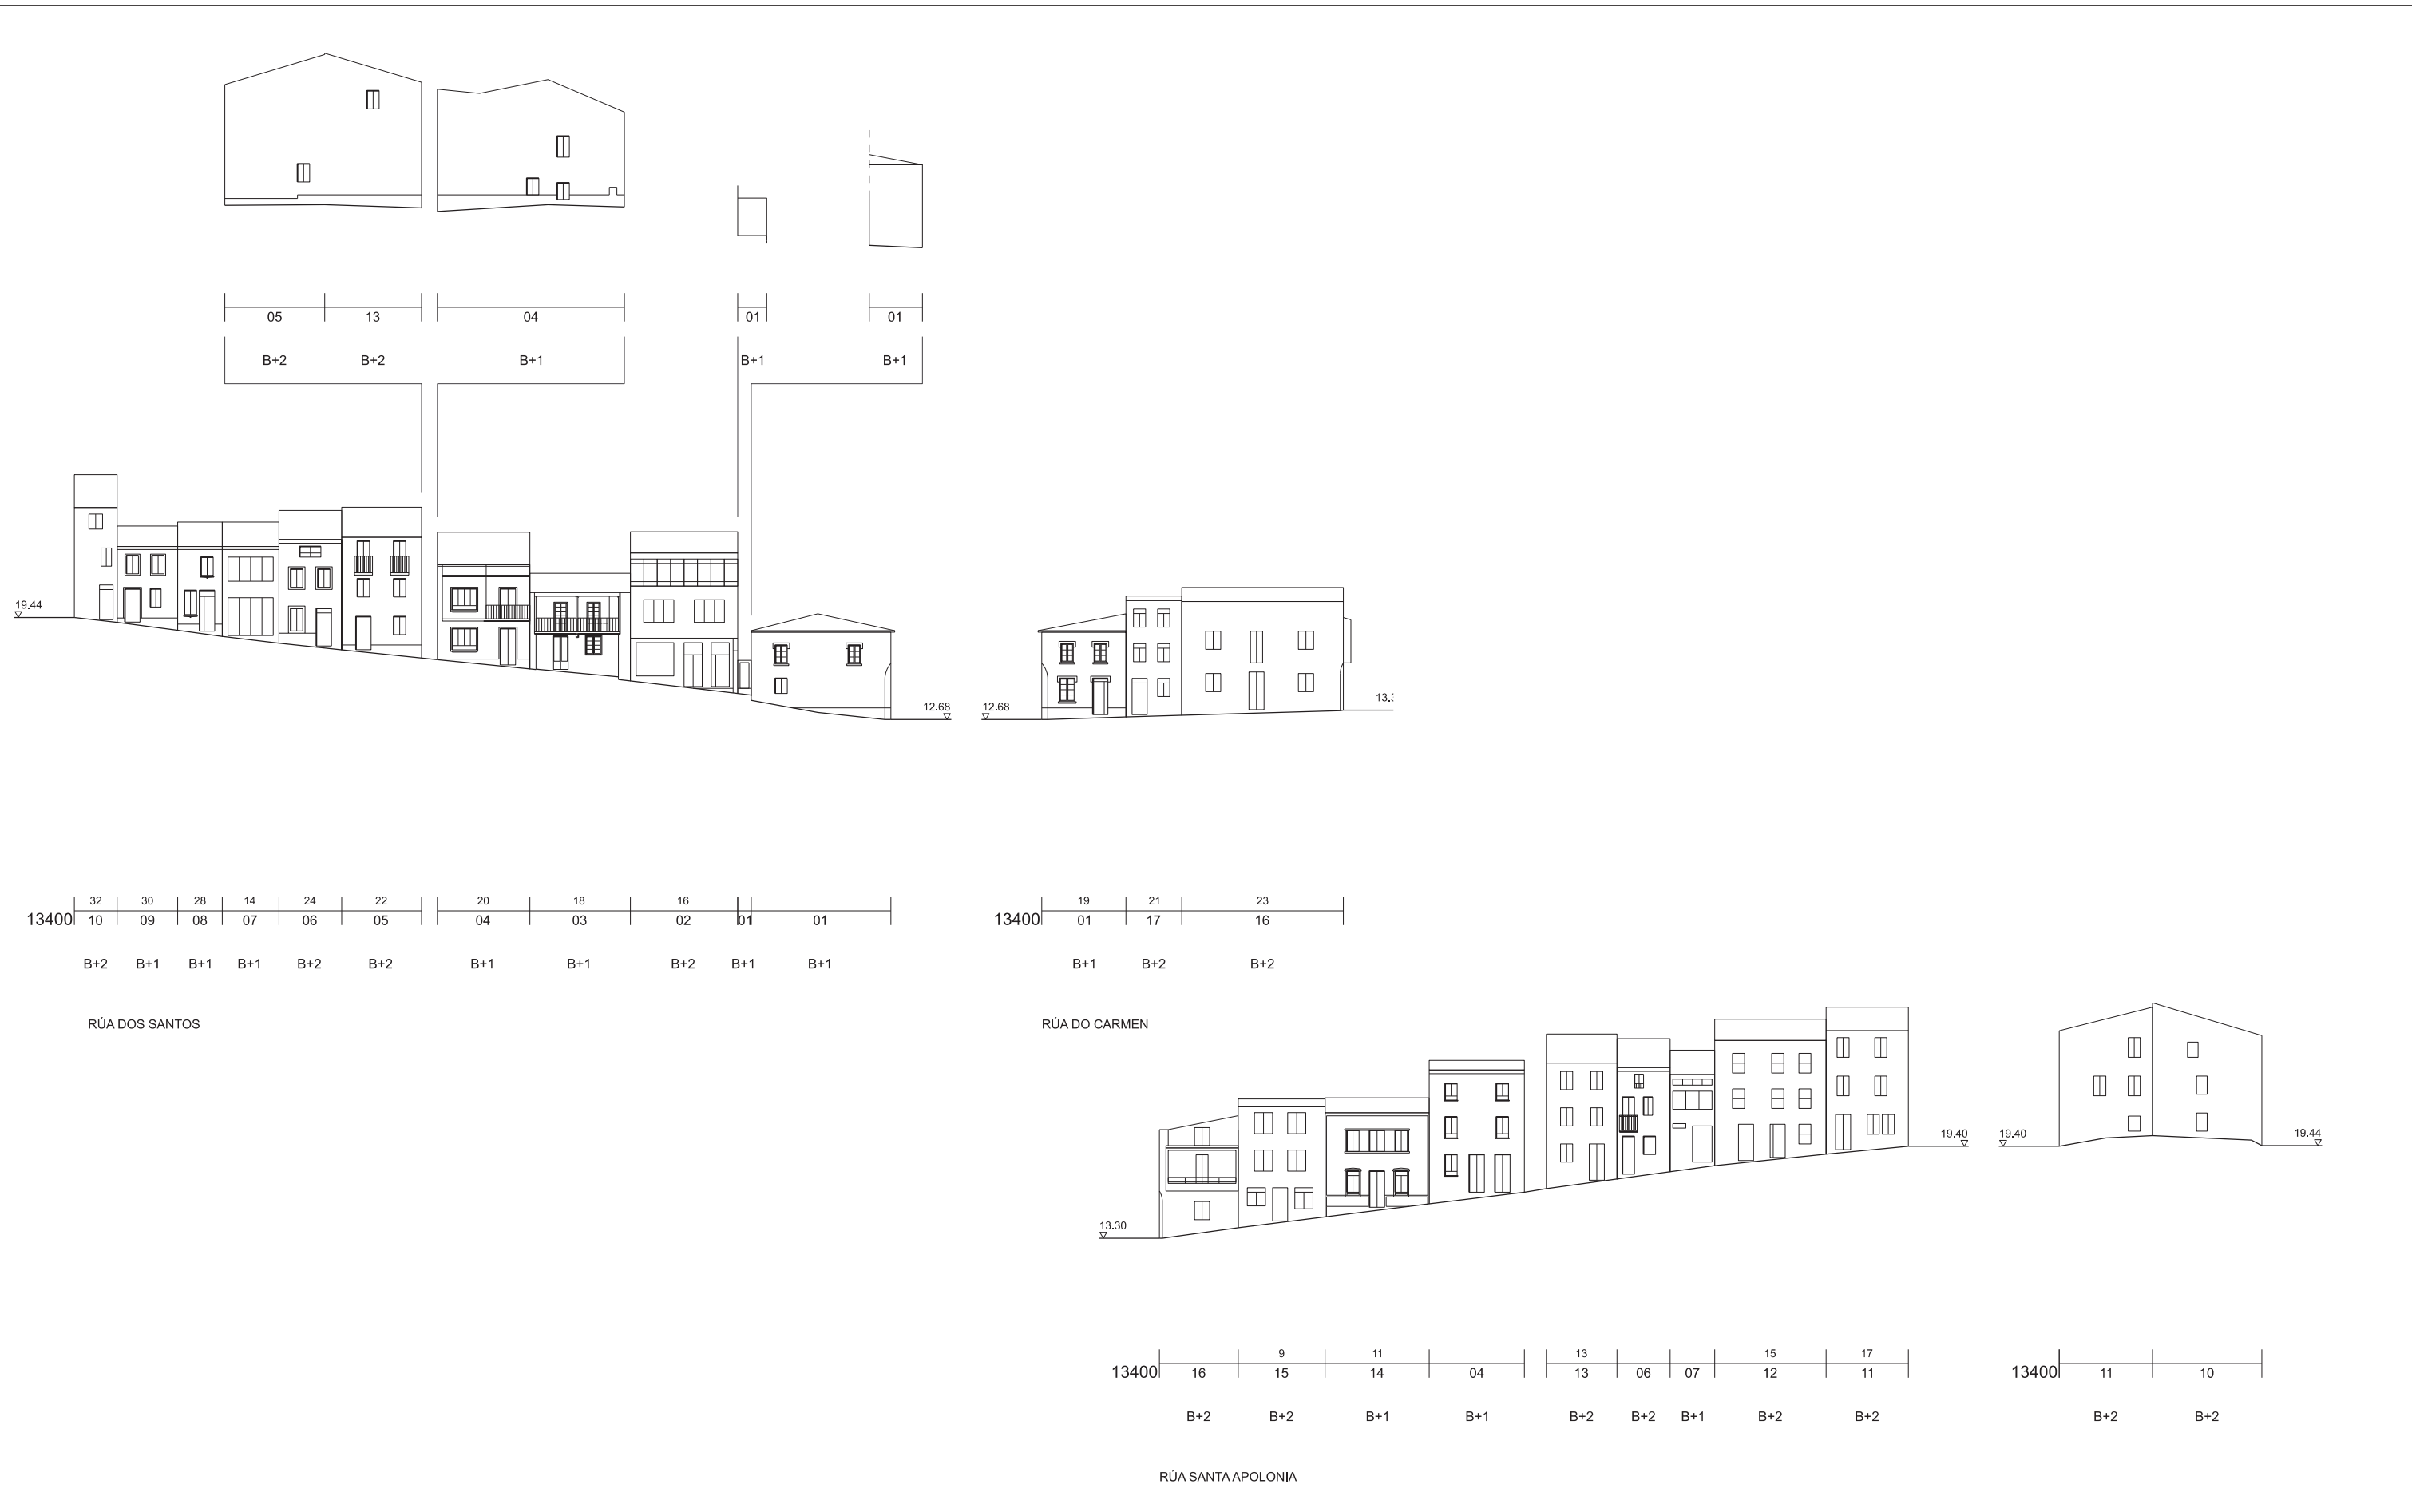 05 13 04 01 01
B+2 B+2 B+1 B+1 B+1
19.44
12.68
12.68
13.3
32 30 28 14 24 22 20 18 16
13400 10 09 08 07 06 05 04 03 02 01 01
B+2 B+1 B+1 B+1 B+2 B+2 B+1 B+1 B+2 B+1 B+1
RÚA DOS SANTOS
19 21 23
13400 01 17 16
B+1 B+2 B+2
RÚA DO CARMEN
13.30
19.40
19.40
19.44
9 11 13 15 17
13400 16 15 14 04 13 06 07 12 11
B+2 B+2 B+1 B+1 B+2 B+2 B+1 B+2 B+2
13400 11 10
B+2 B+2
RÚA SANTA APOLONIA